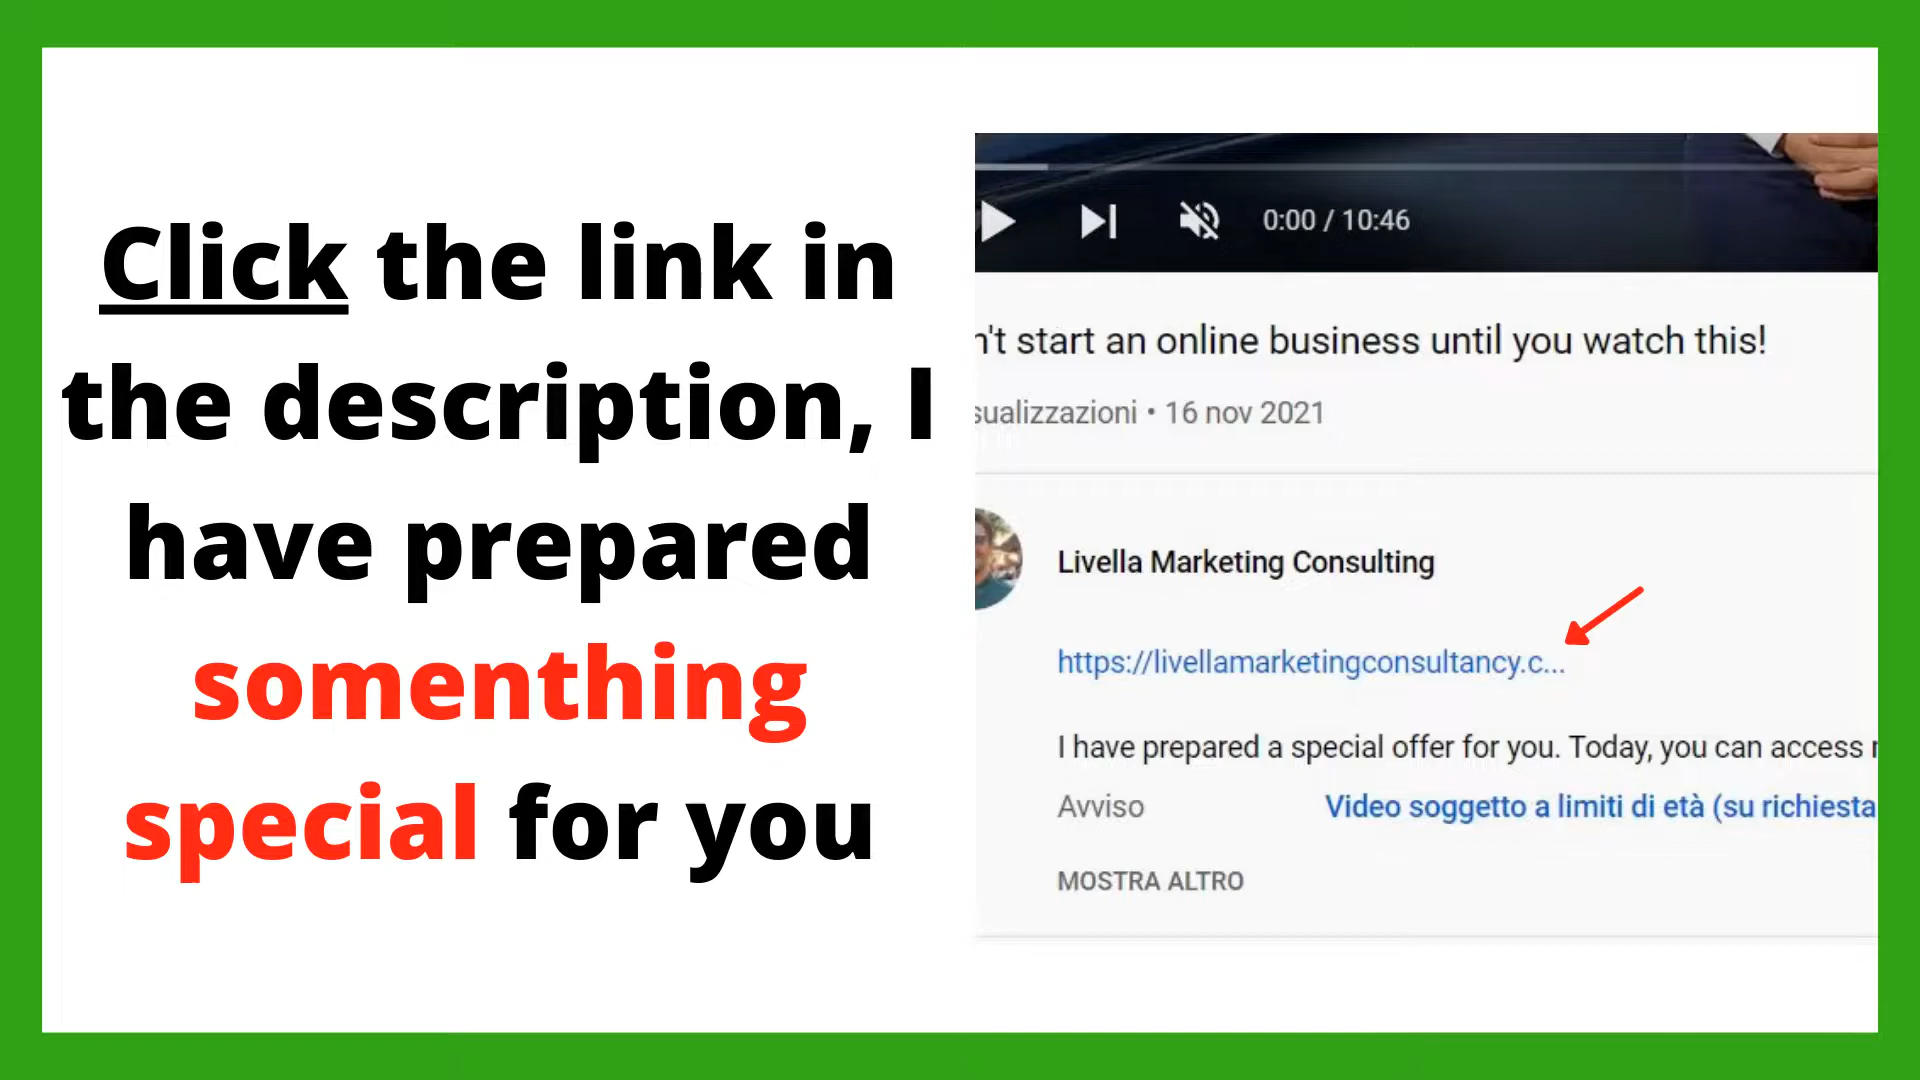 Click the link in
the description, I
have prepared
somenthing
special for you
0:00 / 10:46
n't start an online business until you watch this!
sualizzazioni • 16 nov 2021
Livella Marketing Consulting
https://livellamarketingconsultancy.c...
I have prepared a special offer for you. Today, you can access
Avviso Video soggetto a limiti di età (su richiesta
MOSTRA ALTRO